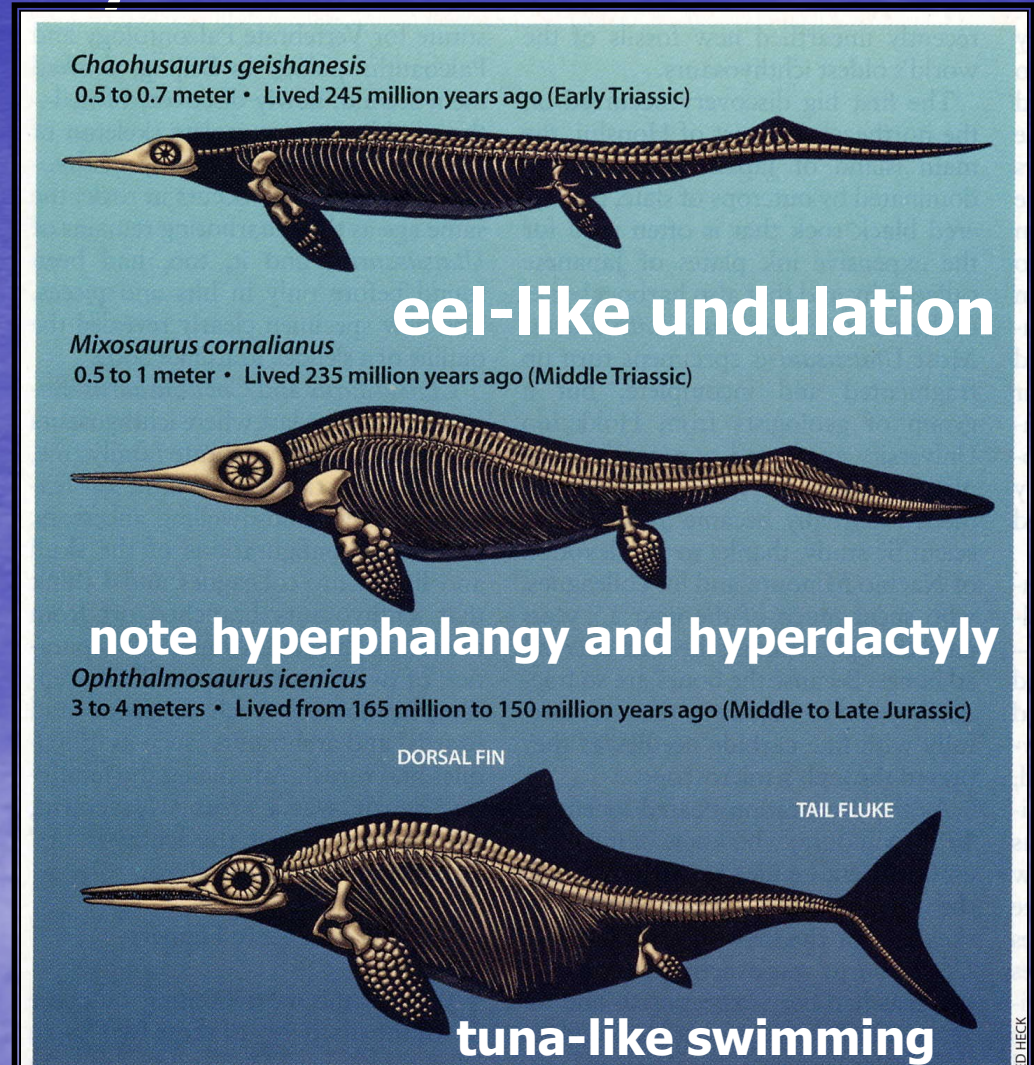 Chaohusaurus geishanesis
0.5 to 0.7 meter • Lived 245 million years ago (Early Triassic)
eel-like undulation
Mixosaurus cornalianus
0.5 to 1 meter • Lived 235 million years ago (Middle Triassic)
note hyperphalangy and hyperdactyly
Ophthalmosaurus icenicus
3 to 4 meters • Lived from 165 million to 150 million years ago (Middle to Late Jurassic)
DORSAL FIN
TAIL FLUKE
tuna-like swimming
D HECK